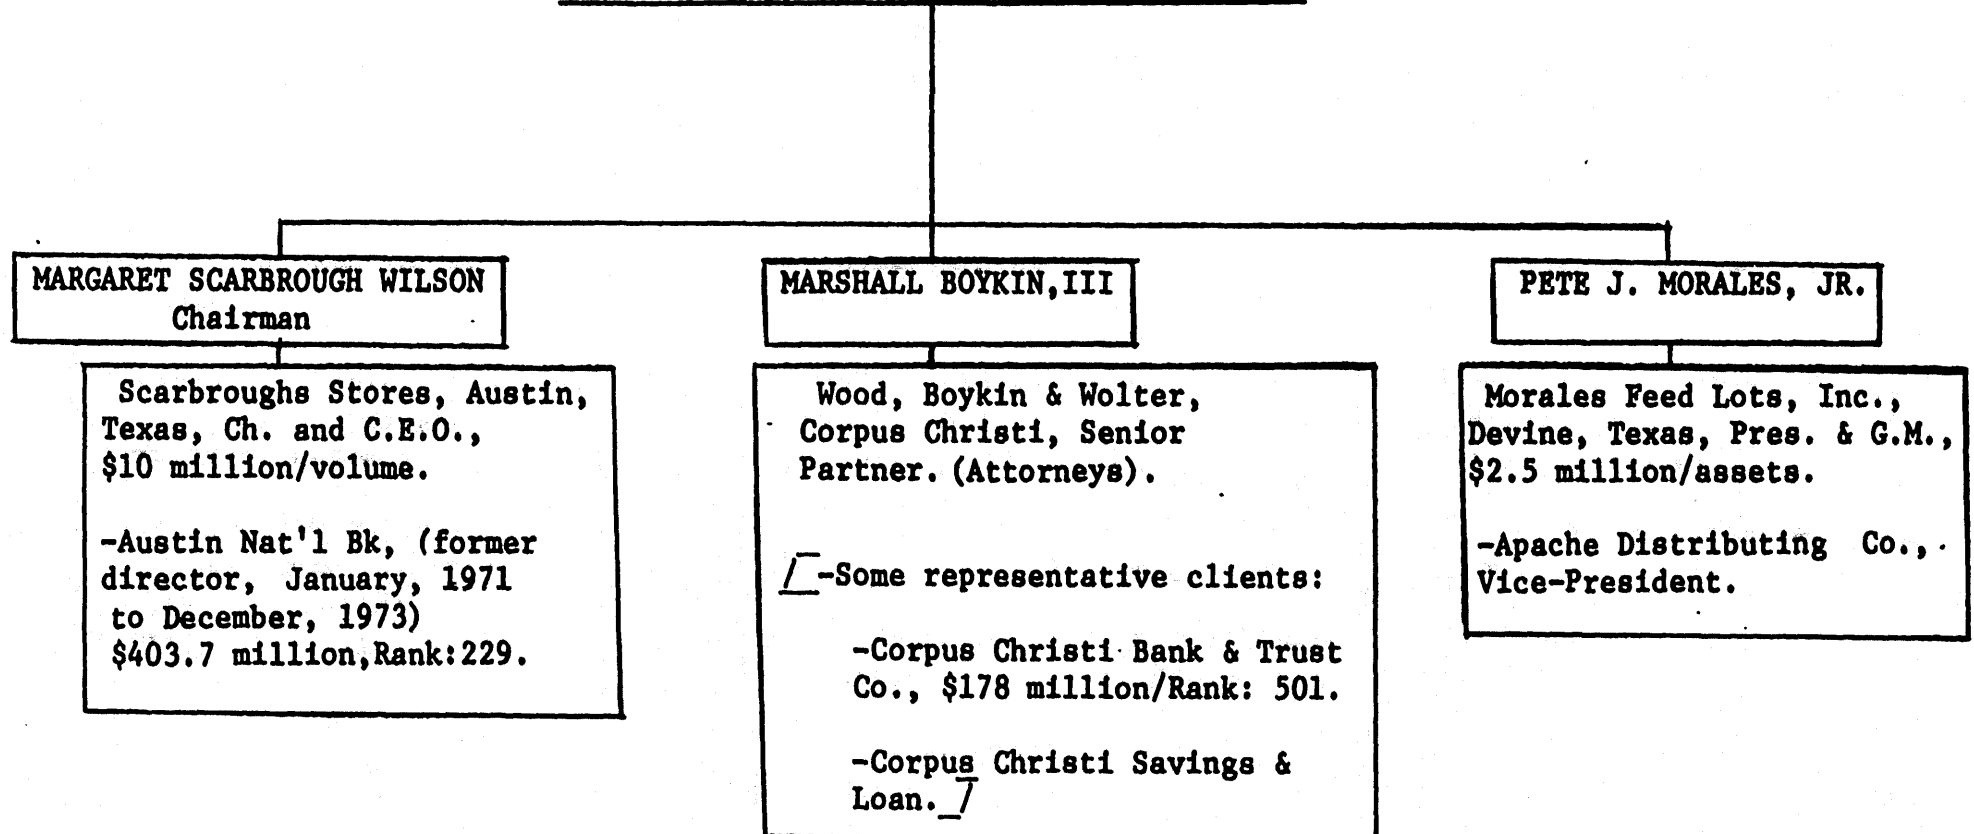 MARGARET SCARBROUGH WILSON
Chairman
Scarbroughs Stores, Austin,
Texas, Ch. and C.E.O.,
$10 million/volume.
-Austin Nat'l Bk, (former
director, January, 1971
to December, 1973)
$403.7 million,Rank:229.
MARSHALL BOYKIN,III
Wood, Boykin & Wolter,
Corpus Christi, Senior
Partner. (Attorneys).
[-Some representative clients:
-Corpus Christi Bank & Trust
Co., $178 million/Rank: 501.
-Corpus Christi Savings &
Loan.]
PETE J. MORALES, JR.
Morales Feed Lots, Inc.,
Devine, Texas, Pres. & G.M.,
$2.5 million/assets.
-Apache Distributing Co.,
Vice-President.